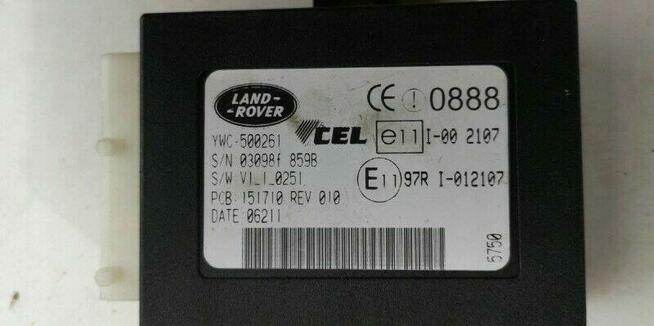 LAND-
-ROVER
CE ! 0888
YWC-500261
CEL
e11 I-00 2107
S/N 03098f 859B
S/W V1_1_0251
E11 97R I-012107
PCB 151710 REV 010
DATE 06211
5750